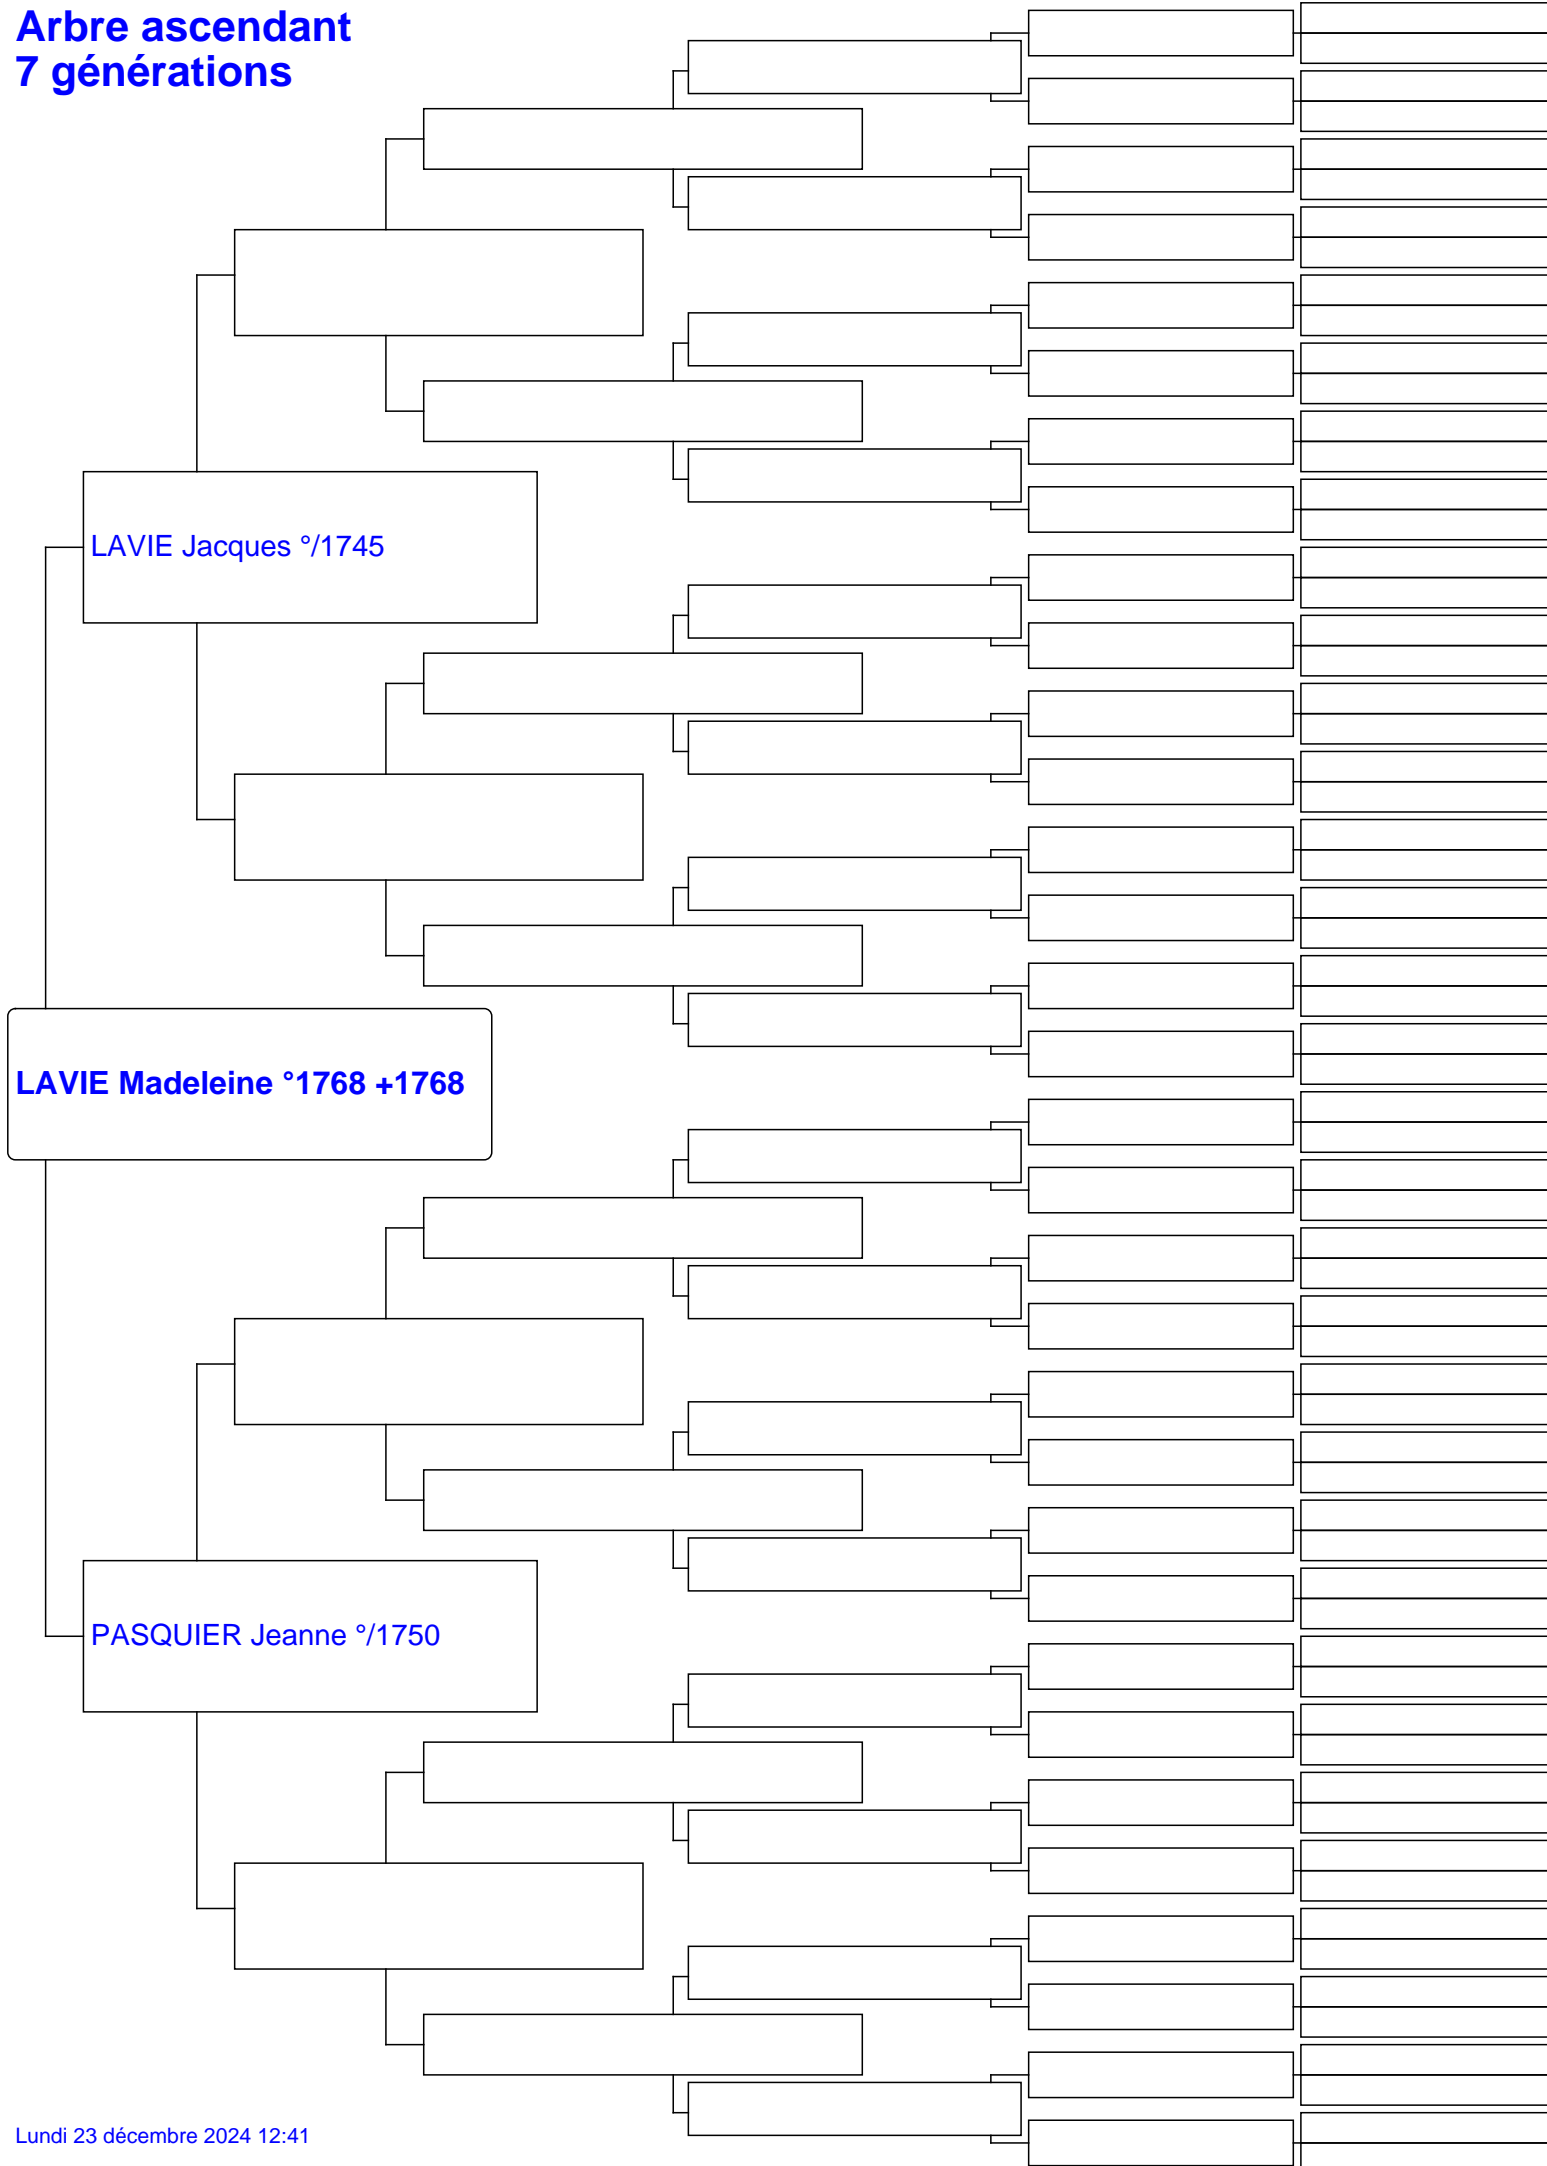 Arbre ascendant
7 générations
LAVIE Jacques °/1745
LAVIE Madeleine °1768 +1768
PASQUIER Jeanne °/1750
Lundi 23 décembre 2024 12:41